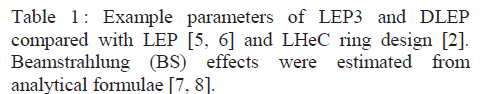 Table 1: Example parameters of LEP3 and DLEP
compared with LEP [5, 6] and LHeC ring design [2].
Beamstrahlung (BS) effects were estimated from
analytical formulae [7, 8].